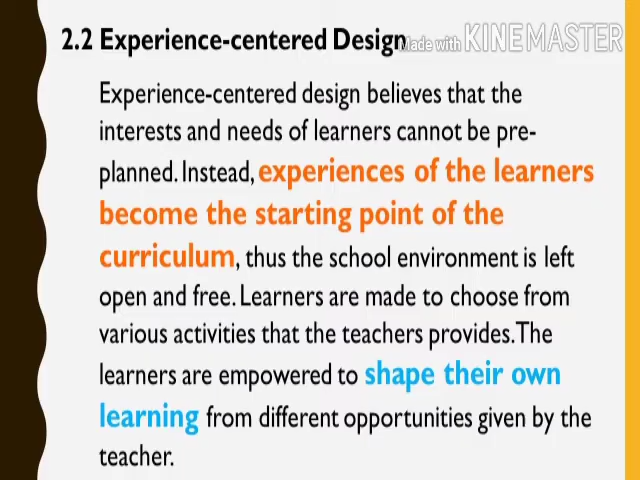 2.2 Experience-centered Design
Made with KINEMASTER
Experience-centered design believes that the
interests and needs of learners cannot be pre-
planned. Instead, experiences of the learners
become the starting point of the
curriculum, thus the school environment is left
open and free. Learners are made to choose from
various activities that the teachers provides. The
learners are empowered to shape their own
learning from different opportunities given by the
teacher.